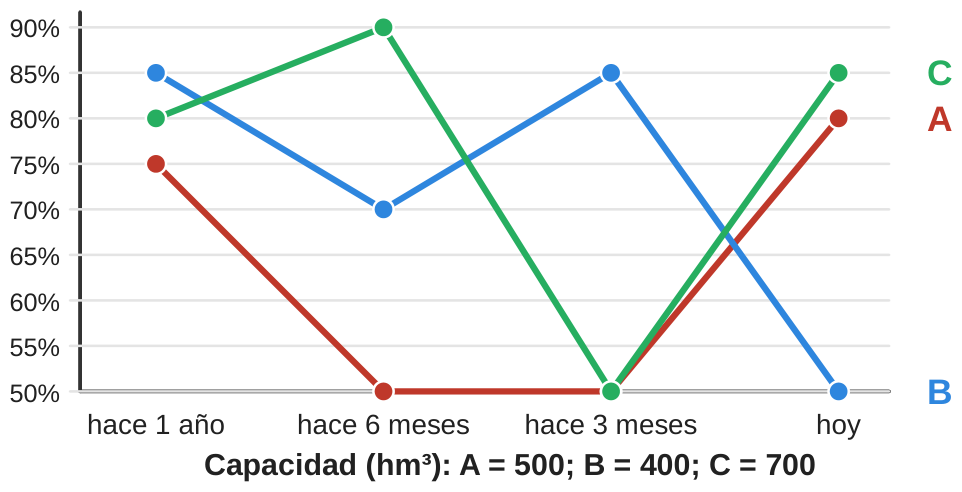 90%
85%
80%
75%
70%
65%
60%
55%
50%
C
A
B
hace 1 año
hace 6 meses
hace 3 meses
hoy
Capacidad (hm³): A = 500; B = 400; C = 700